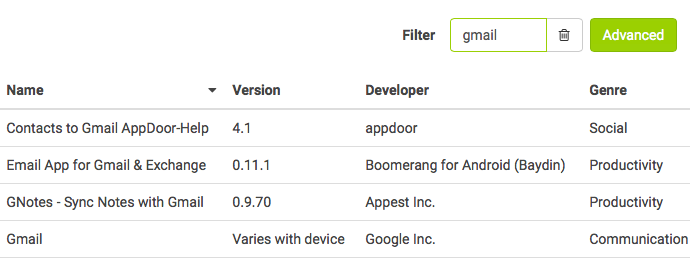 Filter gmail Advanced
Name Version Developer Genre
Contacts to Gmail AppDoor-Help 4.1 appdoor Social
Email App for Gmail & Exchange 0.11.1 Boomerang for Android (Baydin) Productivity
GNotes - Sync Notes with Gmail 0.9.70 Appest Inc. Productivity
Gmail Varies with device Google Inc. Communication